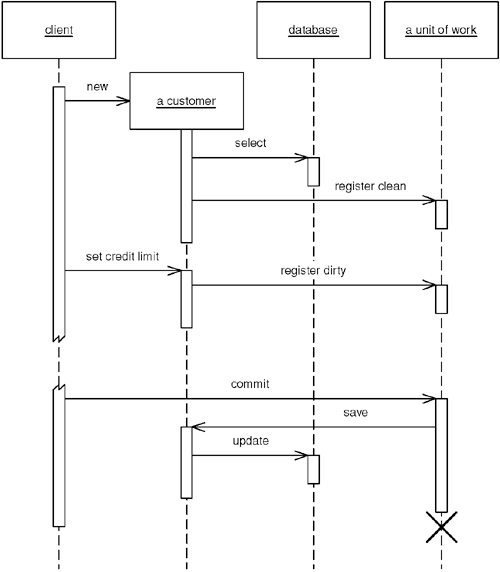 client
database
a unit of work
new
a customer
select
register clean
set credit limit
register dirty
commit
save
update